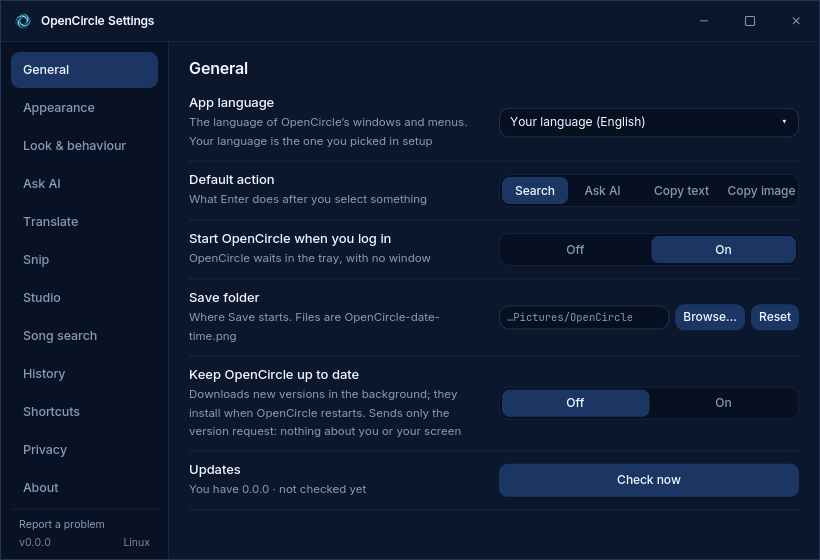 OpenCircle Settings
General
Appearance
Look & behaviour
Ask AI
Translate
Snip
Studio
Song search
History
Shortcuts
Privacy
About
Report a problem
v0.0.0 Linux
General
App language
The language of OpenCircle's windows and menus.
Your language is the one you picked in setup
Your language (English)
Default action
What Enter does after you select something
Search Ask AI Copy text Copy image
Start OpenCircle when you log in
OpenCircle waits in the tray, with no window
Off On
Save folder
Where Save starts. Files are OpenCircle-date-
time.png
…Pictures/OpenCircle Browse... Reset
Keep OpenCircle up to date
Downloads new versions in the background; they
install when OpenCircle restarts. Sends only the
version request: nothing about you or your screen
Off On
Updates
You have 0.0.0 · not checked yet
Check now